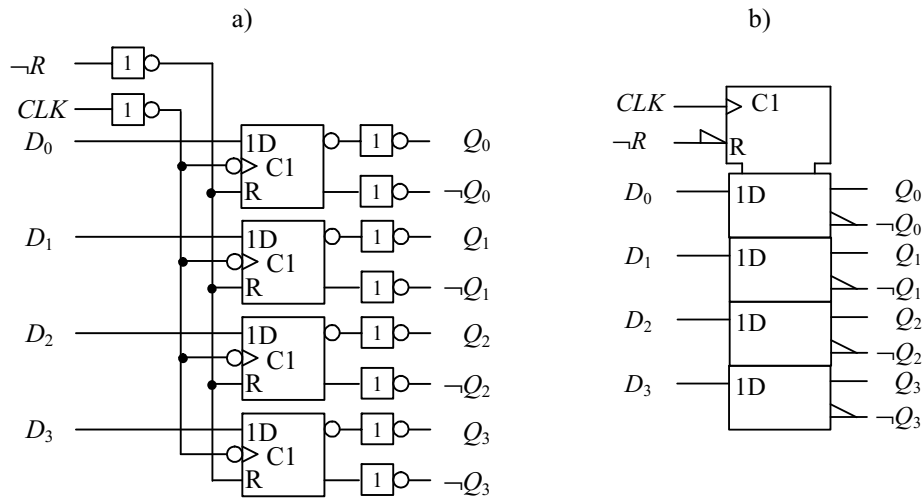 a)
¬R 1
CLK 1
D0 1D 1 Q0
C1
R 1 ¬Q0
D1 1D 1 Q1
C1
R 1 ¬Q1
D2 1D 1 Q2
C1
R 1 ¬Q2
D3 1D 1 Q3
C1
R 1 ¬Q3
b)
CLK C1
¬R R
D0 1D Q0
¬Q0
D1 1D Q1
¬Q1
D2 1D Q2
¬Q2
D3 1D Q3
¬Q3